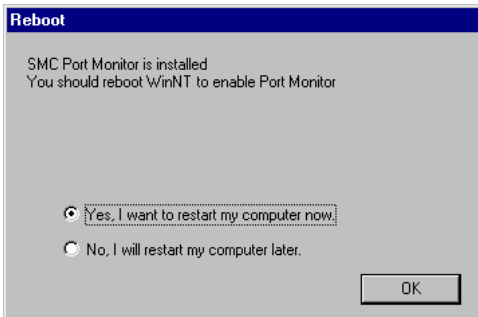 Reboot
SMC Port Monitor is installed
You should reboot WinNT to enable Port Monitor
Yes, I want to restart my computer now.
No, I will restart my computer later.
OK